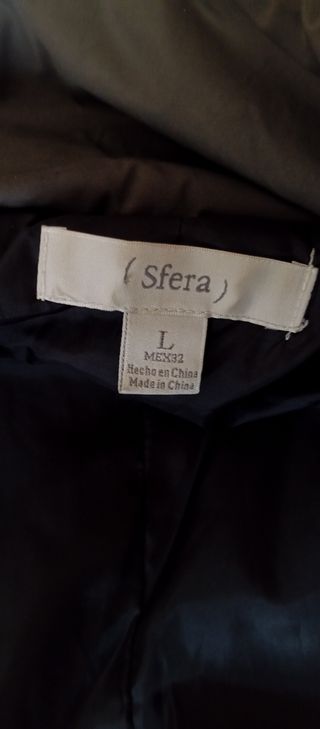 ( Sfera )
L
MEX32
Hecho en China
Made in China